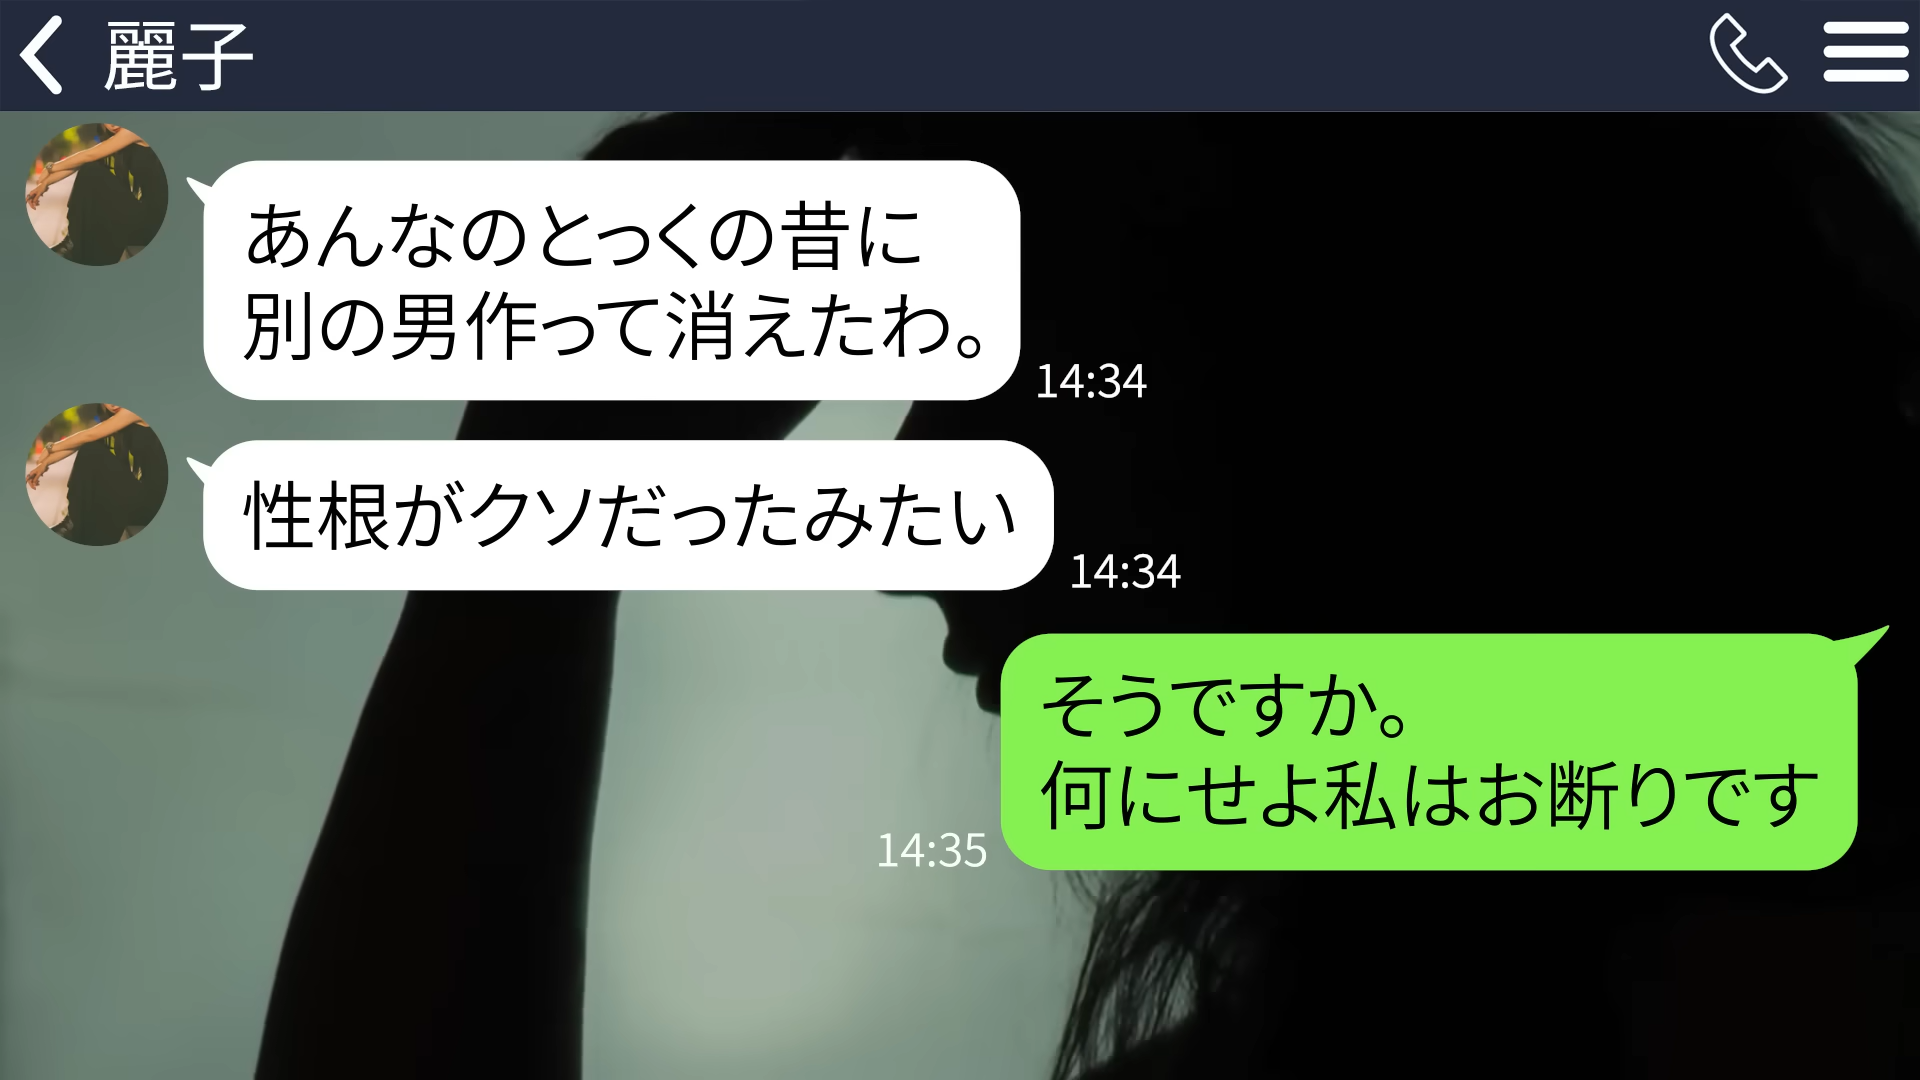 麗子
あんなのとっくの昔に
別の男作って消えたわ。
14:34
性根がクソだったみたい
14:34
そうですか。
何にせよ私はお断りです
14:35